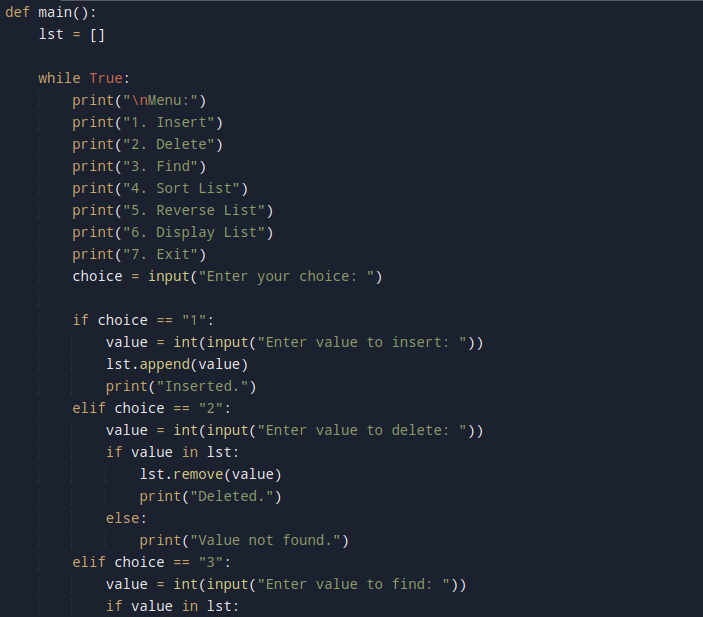 def main():
    lst = []

    while True:
        print("\nMenu:")
        print("1. Insert")
        print("2. Delete")
        print("3. Find")
        print("4. Sort List")
        print("5. Reverse List")
        print("6. Display List")
        print("7. Exit")
        choice = input("Enter your choice: ")

        if choice == "1":
            value = int(input("Enter value to insert: "))
            lst.append(value)
            print("Inserted.")
        elif choice == "2":
            value = int(input("Enter value to delete: "))
            if value in lst:
                lst.remove(value)
                print("Deleted.")
            else:
                print("Value not found.")
        elif choice == "3":
            value = int(input("Enter value to find: "))
            if value in lst: